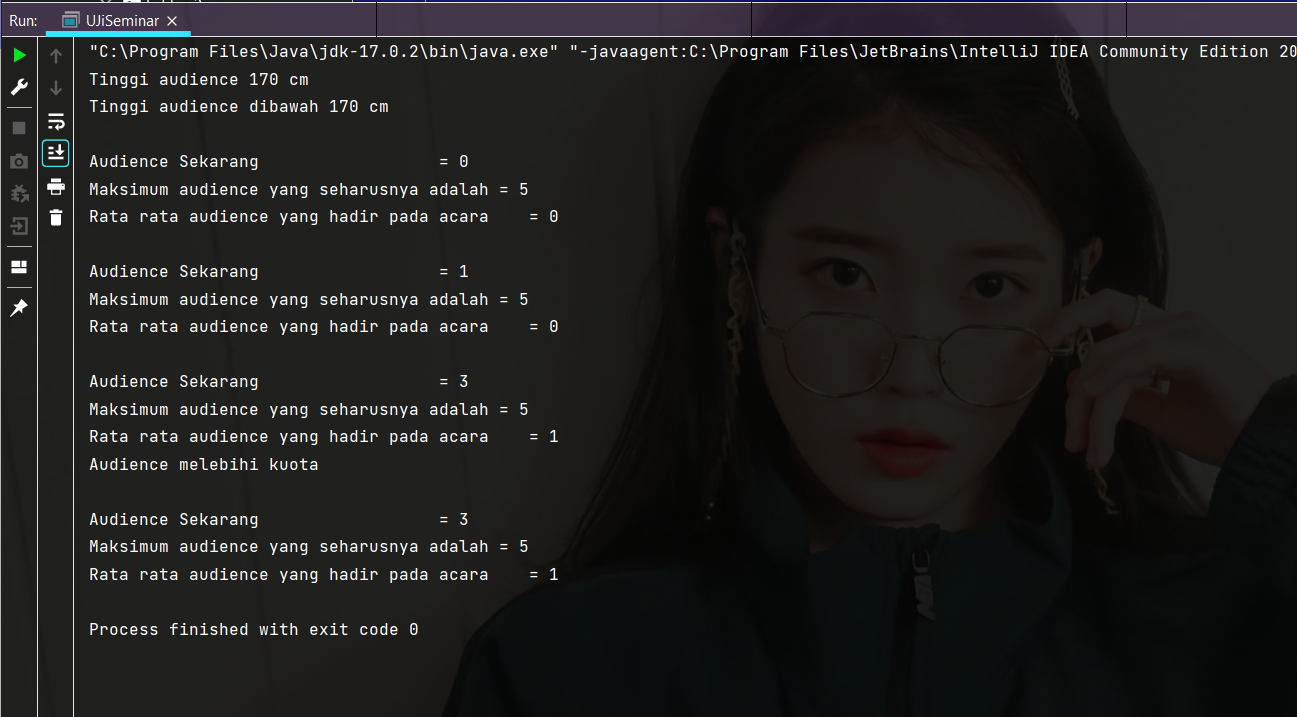 Run: UJiSeminar
"C:\Program Files\Java\jdk-17.0.2\bin\java.exe" "-javaagent:C:\Program Files\JetBrains\IntelliJ IDEA Community Edition 20
Tinggi audience 170 cm
Tinggi audience dibawah 170 cm
Audience Sekarang = 0
Maksimum audience yang seharusnya adalah = 5
Rata rata audience yang hadir pada acara = 0
Audience Sekarang = 1
Maksimum audience yang seharusnya adalah = 5
Rata rata audience yang hadir pada acara = 0
Audience Sekarang = 3
Maksimum audience yang seharusnya adalah = 5
Rata rata audience yang hadir pada acara = 1
Audience melebihi kuota
Audience Sekarang = 3
Maksimum audience yang seharusnya adalah = 5
Rata rata audience yang hadir pada acara = 1
Process finished with exit code 0